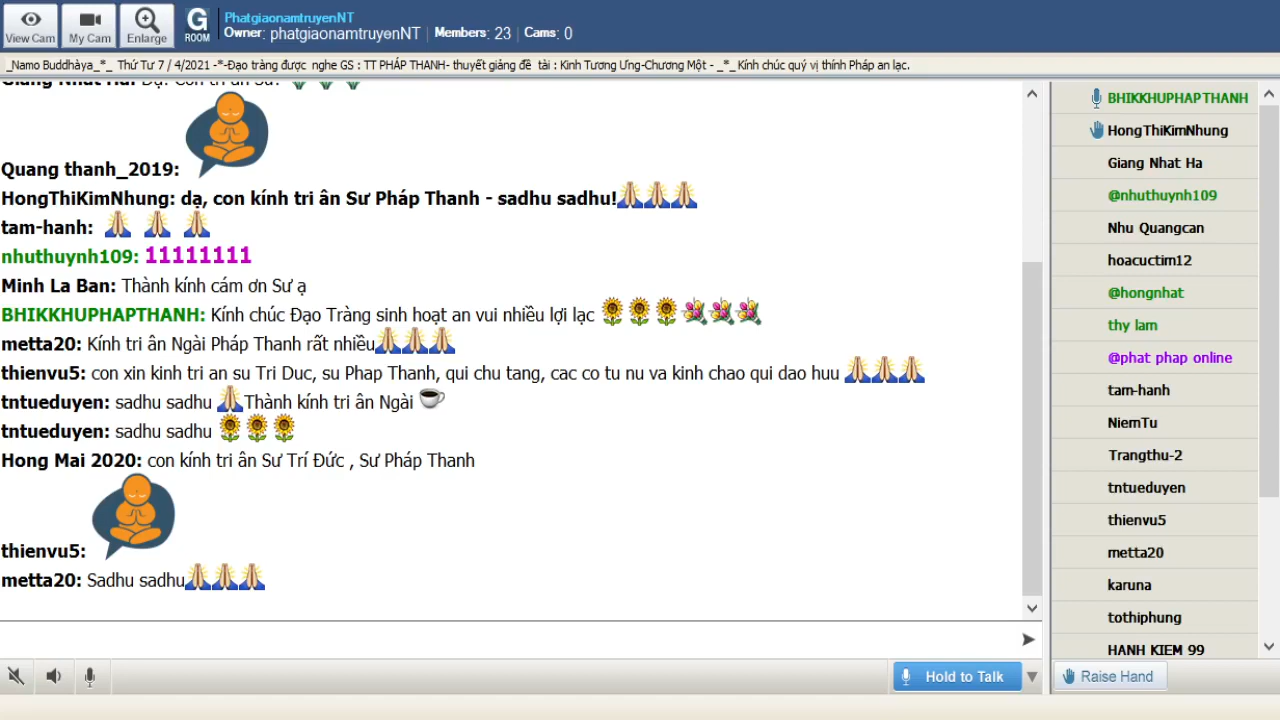 View Cam
My Cam
Enlarge
G
ROOM
PhatgiaonamtruyenNT
Owner: phatgiaonamtruyenNT | Members: 23 | Cams: 0
_Namo Buddhàya_*_ Thứ Tư 7 / 4/2021 -*-Đạo tràng được nghe GS : TT PHÁP THANH- thuyết giảng đề tài : Kinh Tương Ưng-Chương Một - _*_Kính chúc quý vị thính Pháp an lạc.
Giang Nhat Ha: Dạ. Con tri ân Sư!
Quang thanh_2019:
HongThiKimNhung: dạ, con kính tri ân Sư Pháp Thanh - sadhu sadhu!
tam-hanh:
nhuthuynh109: 11111111
Minh La Ban: Thành kính cám ơn Sư ạ
BHIKKHUPHAPTHANH: Kính chúc Đạo Tràng sinh hoạt an vui nhiều lợi lạc
metta20: Kính tri ân Ngài Pháp Thanh rất nhiều
thienvu5: con xin kinh tri ơn su Tri Duc, su Phap Thanh, qui chu tang, cac co tu nu va kinh chao qui dao huu
tntueduyen: sadhu sadhu Thành kính tri ân Ngài
tntueduyen: sadhu sadhu
Hong Mai 2020: con kính tri ân Sư Trí Đức , Sư Pháp Thanh
thienvu5:
metta20: Sadhu sadhu
BHIKKHUPHAPTHANH
HongThiKimNhung
Giang Nhat Ha
@nhuthuynh109
Nhu Quangcan
hoacuctim12
@hongnhat
thy lam
@phat phap online
tam-hanh
NiemTu
Trangthu-2
tntueduyen
thienvu5
metta20
karuna
tothiphung
HANH KIEM 99
Hold to Talk
Raise Hand